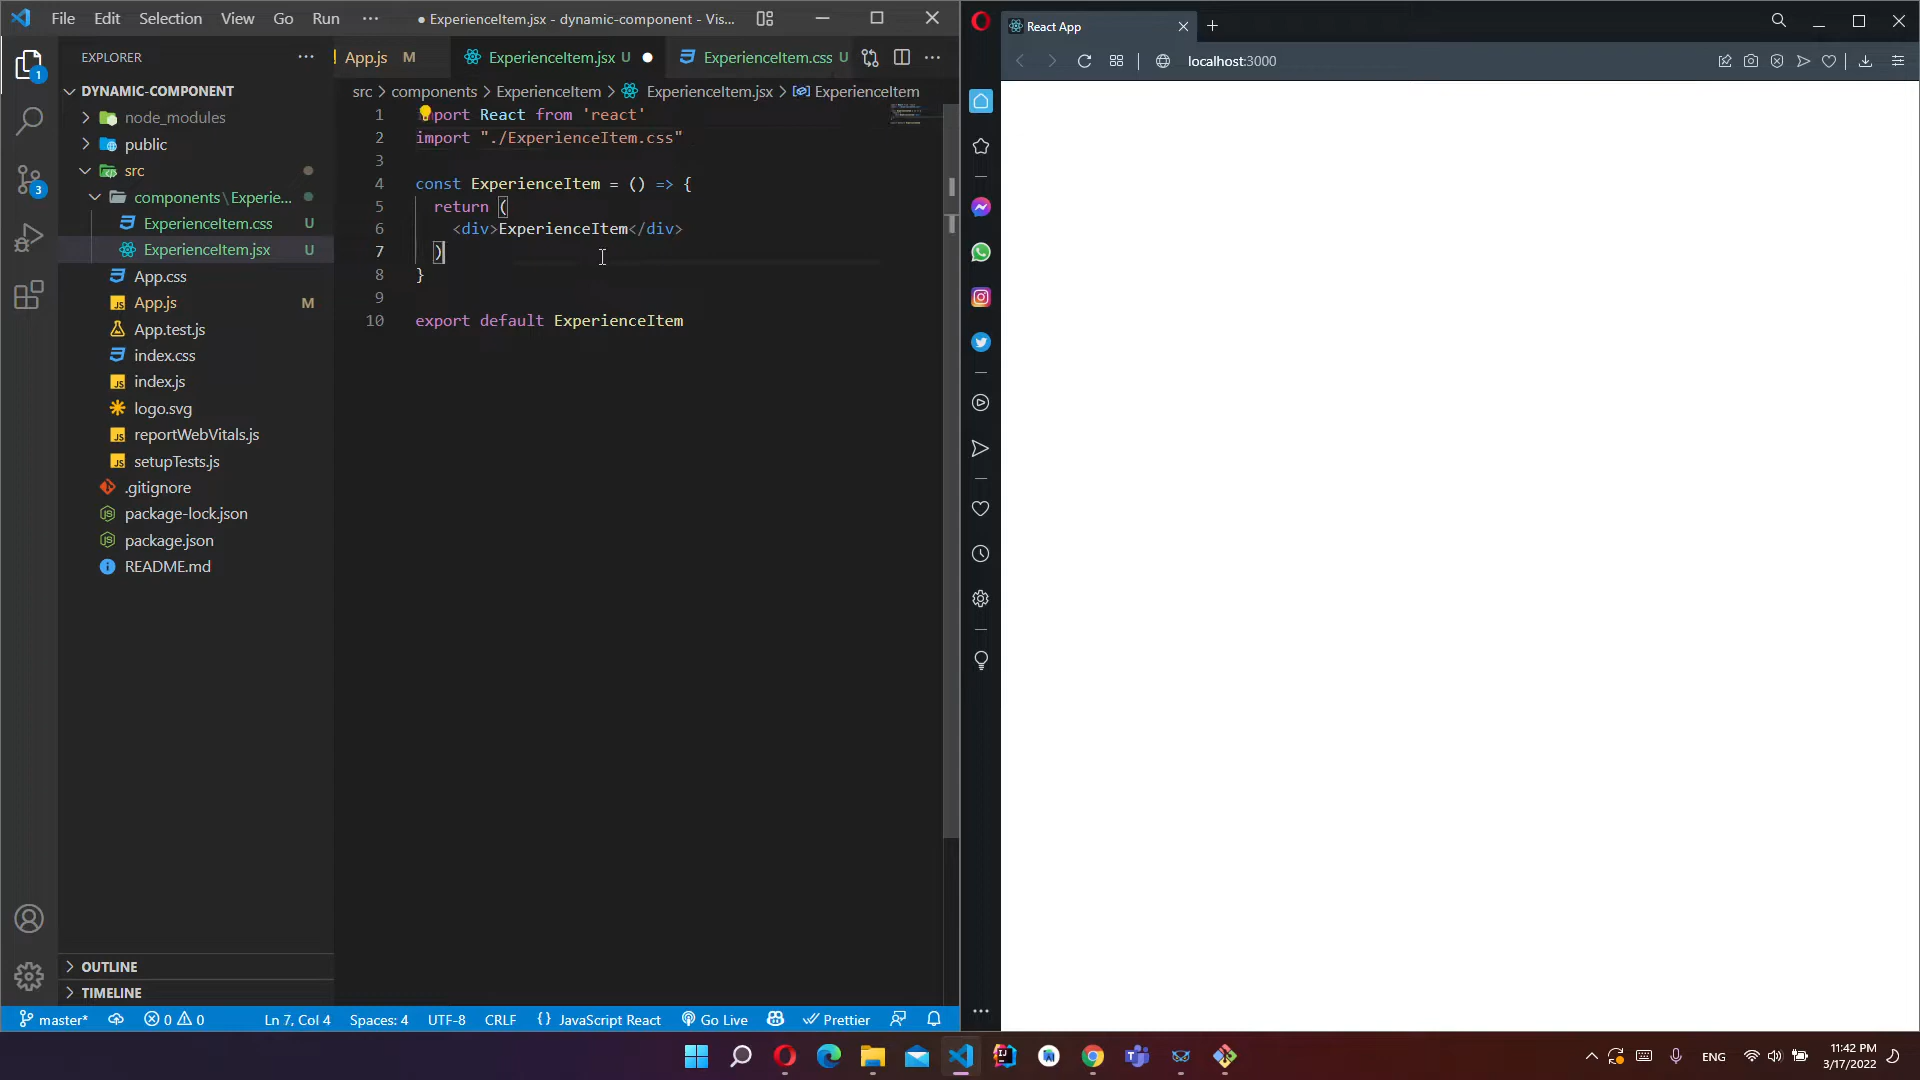 File Edit Selection View Go Run ··· ● ExperienceItem.jsx - dynamic-component - Vis...
EXPLORER ···
DYNAMIC-COMPONENT
node_modules
public
src
components\Experie...
ExperienceItem.css U
ExperienceItem.jsx U
App.css
App.js M
App.test.js
index.css
index.js
logo.svg
reportWebVitals.js
setupTests.js
.gitignore
package-lock.json
package.json
README.md
OUTLINE
TIMELINE
1
3
App.js M ExperienceItem.jsx U ● ExperienceItem.css U ···
src > components > ExperienceItem > ExperienceItem.jsx > ExperienceItem
1 import React from 'react'
2 import "./ExperienceItem.css"
3
4 const ExperienceItem = () => {
5 return (
6 <div>ExperienceItem</div>
7 )
8 }
9
10 export default ExperienceItem
master* 0 0 Ln 7, Col 4 Spaces: 4 UTF-8 CRLF {} JavaScript React Go Live Prettier
React App
localhost:3000
ENG
11:42 PM
3/17/2022